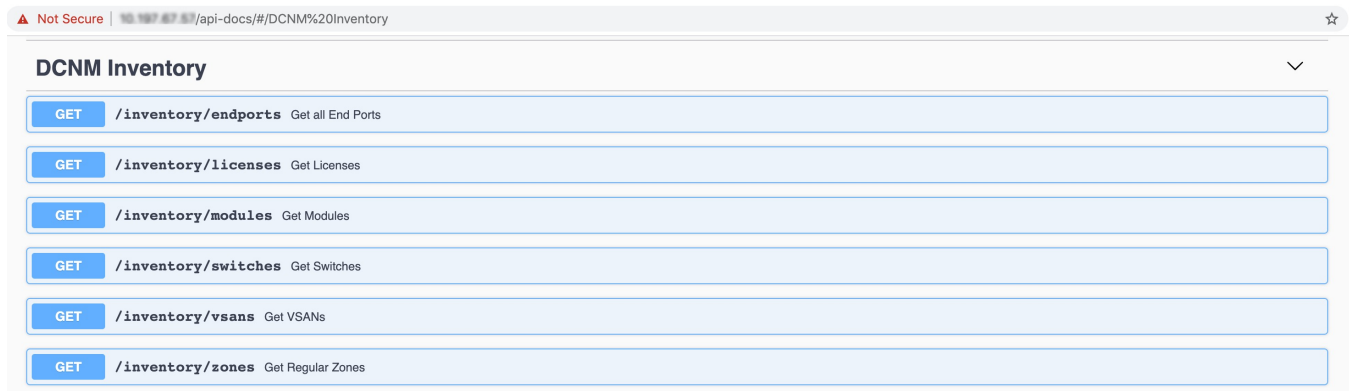 Not Secure /api-docs/#/DCNM%20Inventory
DCNM Inventory
GET /inventory/endports Get all End Ports
GET /inventory/licenses Get Licenses
GET /inventory/modules Get Modules
GET /inventory/switches Get Switches
GET /inventory/vsans Get VSANs
GET /inventory/zones Get Regular Zones